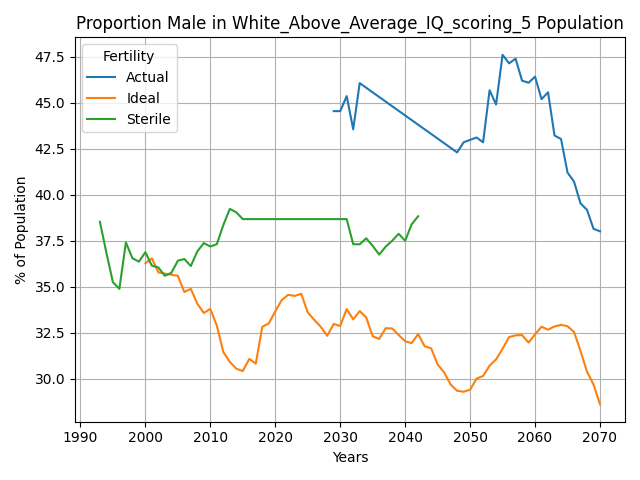 Proportion Male in White_Above_Average_IQ_scoring_5 Population
Fertility
Actual
Ideal
Sterile
% of Population
47.5
45.0
42.5
40.0
37.5
35.0
32.5
30.0
1990 2000 2010 2020 2030 2040 2050 2060 2070
Years